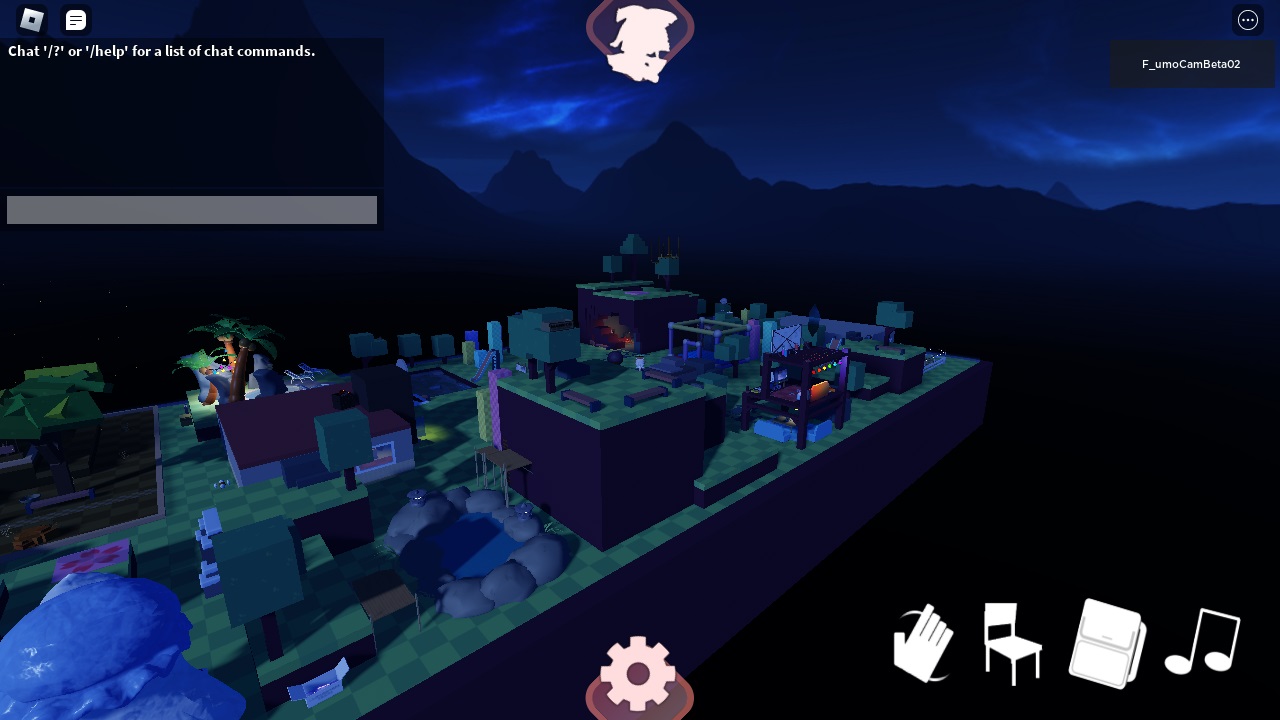 Chat '/?' or '/help' for a list of chat commands.
F_umoCamBeta02